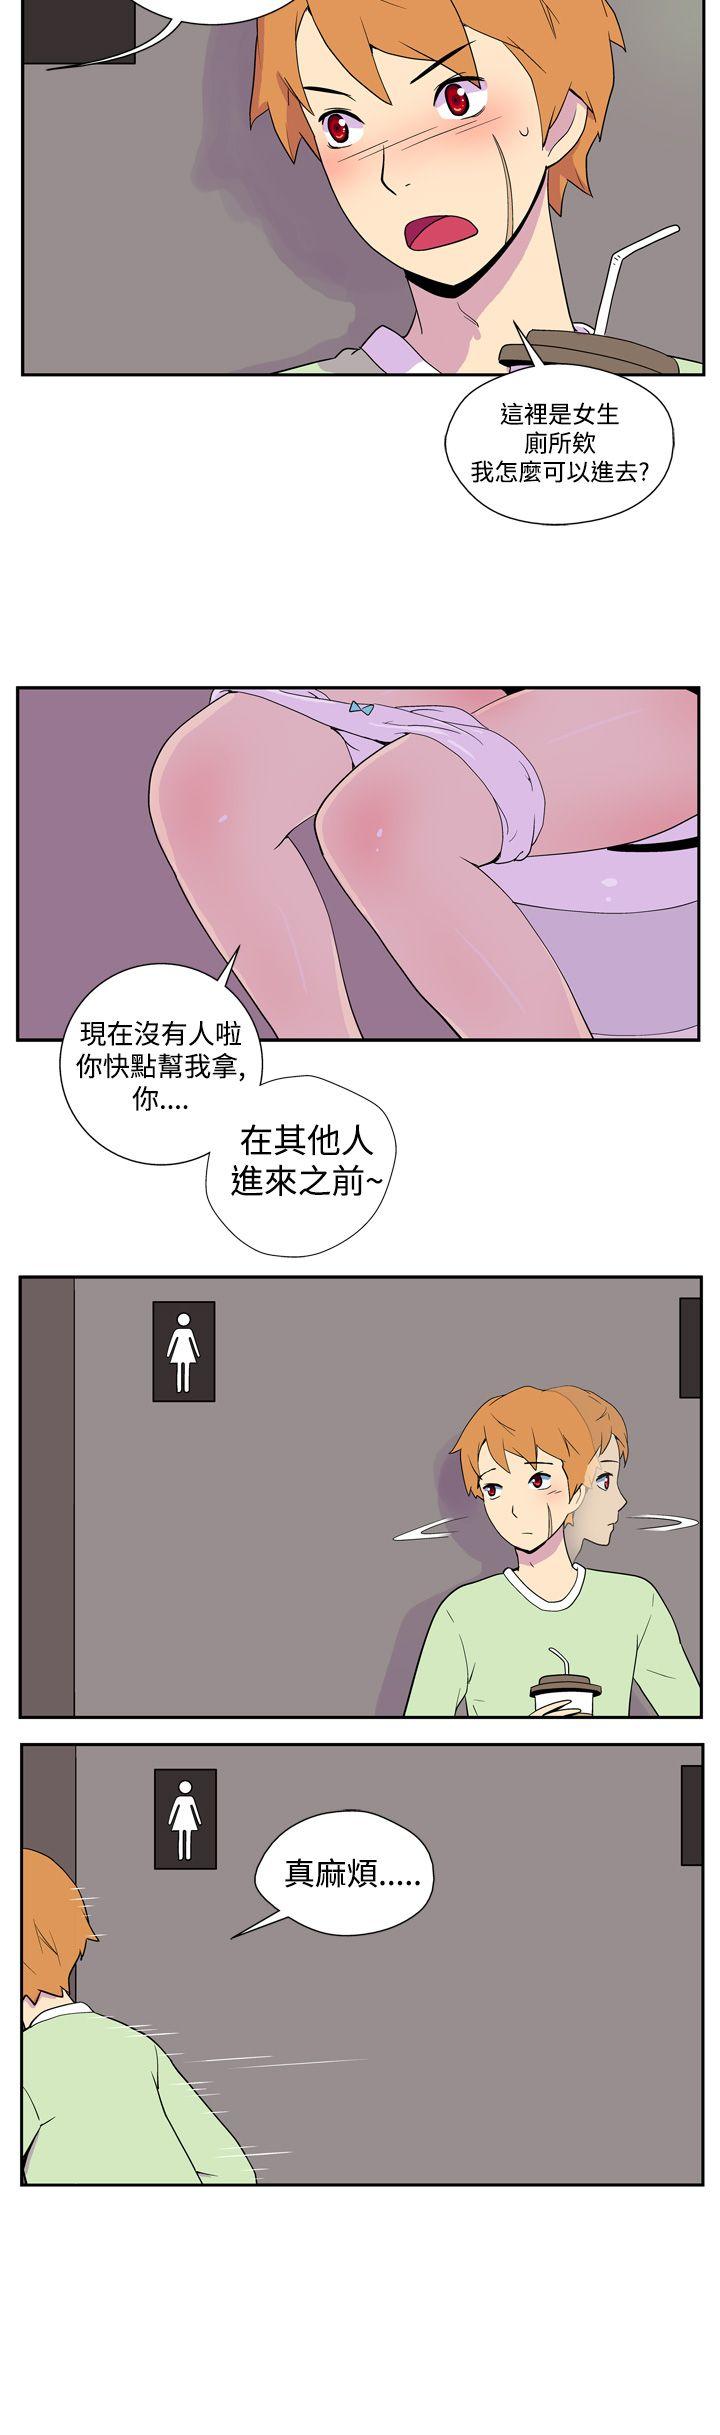 這裡是女生
廁所欸
我怎麼可以進去?
現在沒有人啦
你快點幫我拿,
你....
在其他人
進來之前~
真麻煩.....